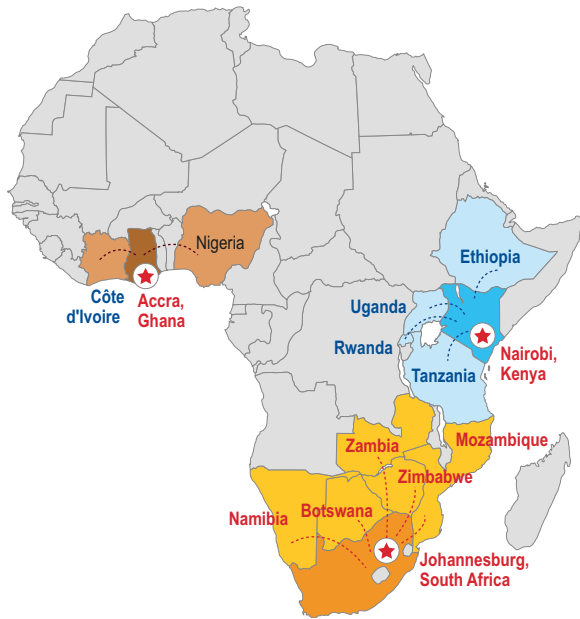 Nigeria
Côte
d'Ivoire
Accra,
Ghana
Ethiopia
Uganda
Rwanda
Tanzania
Nairobi,
Kenya
Zambia
Mozambique
Zimbabwe
Botswana
Namibia
Johannesburg,
South Africa